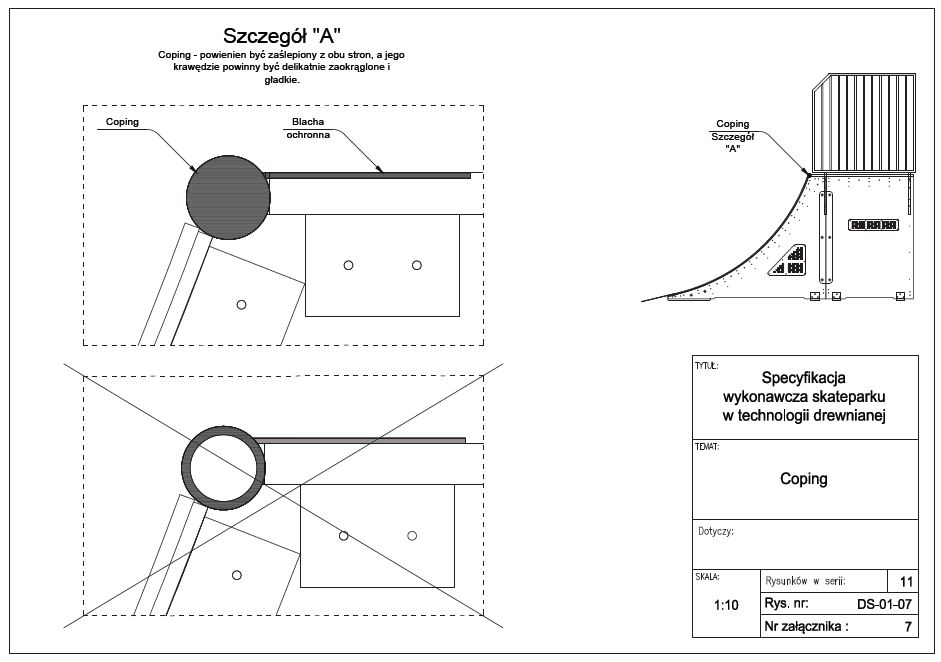 Szczegół "A"
Coping - powienien być zaślepiony z obu stron, a jego
krawędzie powinny być delikatnie zaokrąglone i
gładkie.
Coping
Blacha
ochronna
Coping
Szczegół
"A"
TYTUŁ:
Specyfikacja
wykonawcza skateparku
w technologii drewnianej
TEMAT:
Coping
Dotyczy:
SKALA:
1:10
Rysunków w serii:
11
Rys. nr:
DS-01-07
Nr załącznika :
7